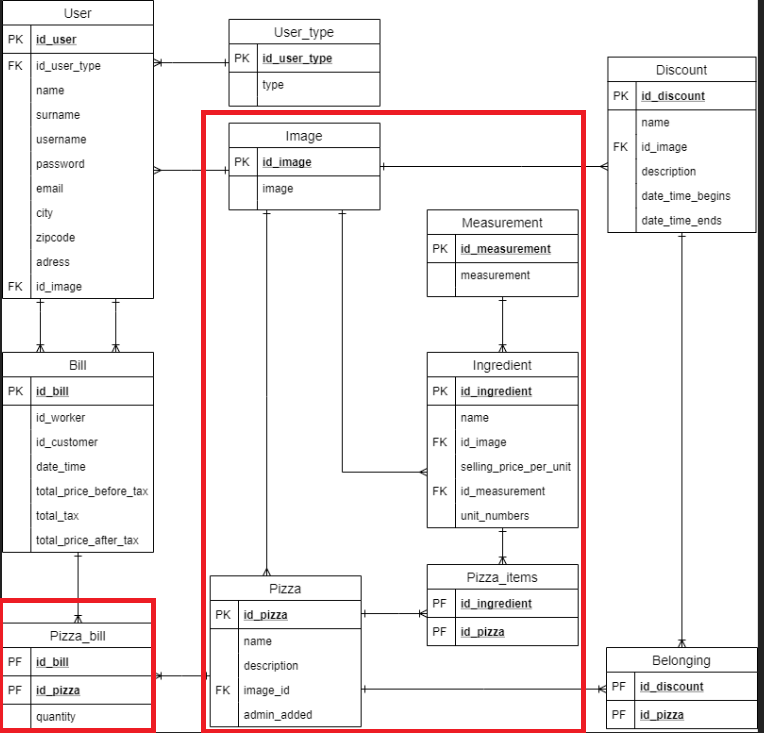 User
PK id_user
FK id_user_type
name
surname
username
password
email
city
zipcode
adress
FK id_image
User_type
PK id_user_type
type
Image
PK id_image
image
Discount
PK id_discount
name
FK id_image
description
date_time_begins
date_time_ends
Measurement
PK id_measurement
measurement
Bill
PK id_bill
id_worker
id_customer
date_time
total_price_before_tax
total_tax
total_price_after_tax
Ingredient
PK id_ingredient
name
FK id_image
selling_price_per_unit
FK id_measurement
unit_numbers
Pizza_items
PF id_ingredient
PF id_pizza
Pizza
PK id_pizza
name
description
FK image_id
admin_added
Pizza_bill
PF id_bill
PF id_pizza
quantity
Belonging
PF id_discount
PF id_pizza